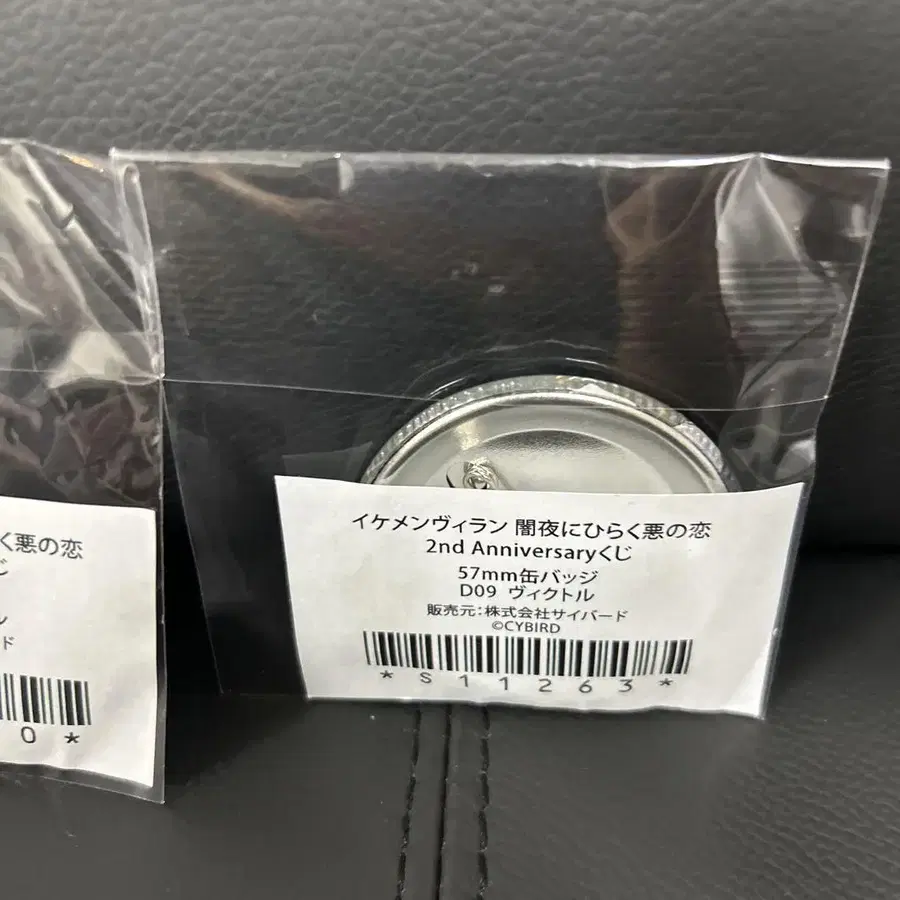 イケメンヴィラン 闇夜にひらく悪の恋
2nd Anniversaryくじ
57mm缶バッジ
D09 ヴィクトル
販売元:株式会社サイバード
©CYBIRD
*S11263*
く悪の恋
じ
ル
ド
0*